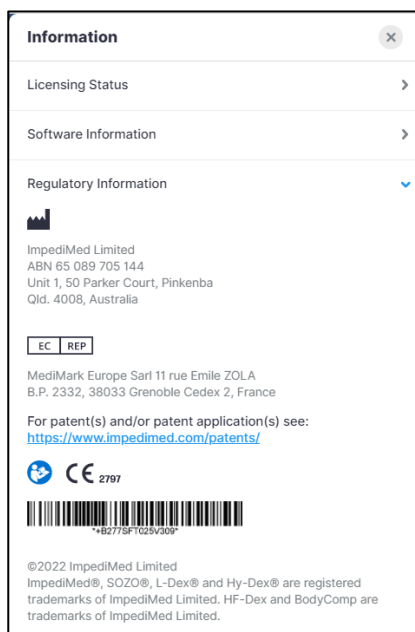 Information
Licensing Status
Software Information
Regulatory Information
ImpediMed Limited
ABN 65 089 705 144
Unit 1, 50 Parker Court, Pinkenba
Qld. 4008, Australia
EC REP
MediMark Europe Sarl 11 rue Emile ZOLA
B.P. 2332, 38033 Grenoble Cedex 2, France
For patent(s) and/or patent application(s) see:
https://www.impedimed.com/patents/
CE 2797
*+B277SFT025V309*
©2022 ImpediMed Limited
ImpediMed®, SOZO®, L-Dex® and Hy-Dex® are registered
trademarks of ImpediMed Limited. HF-Dex and BodyComp are
trademarks of ImpediMed Limited.